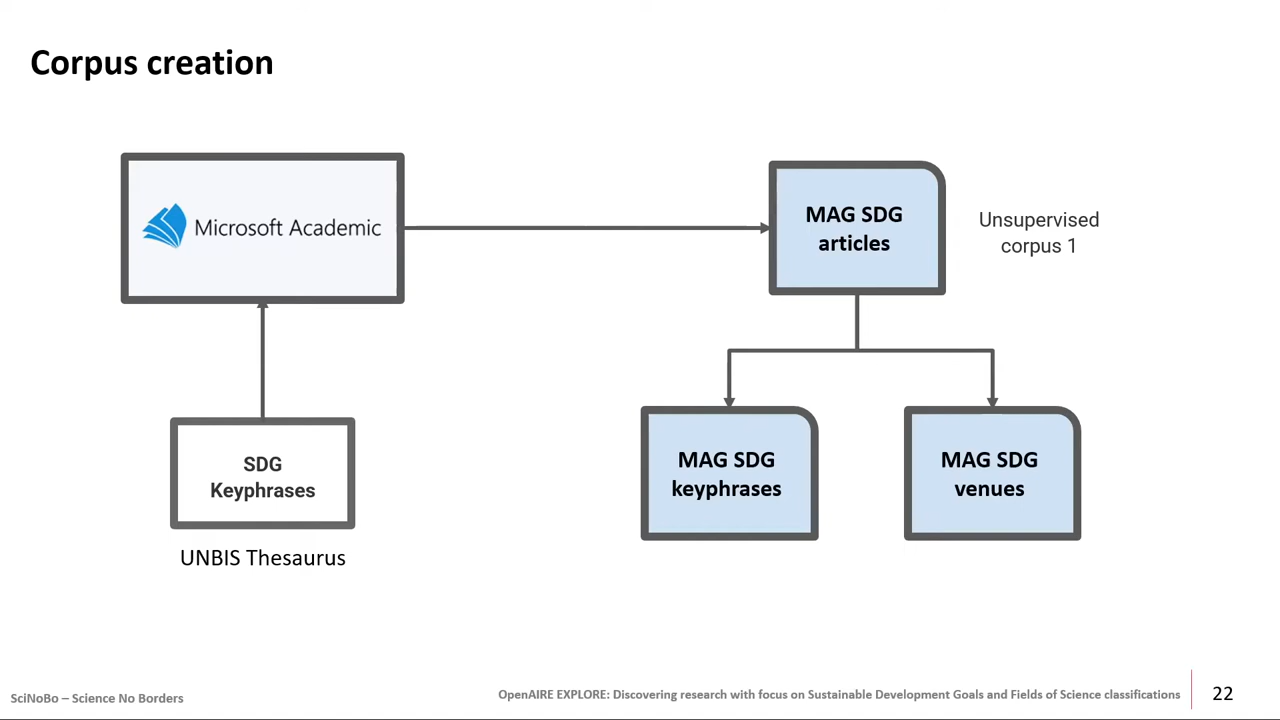 Corpus creation
Microsoft Academic
MAG SDG
articles
Unsupervised
corpus 1
SDG
Keyphrases
UNBIS Thesaurus
MAG SDG
keyphrases
MAG SDG
venues
SciNoBo – Science No Borders
OpenAIRE EXPLORE: Discovering research with focus on Sustainable Development Goals and Fields of Science classifications
22